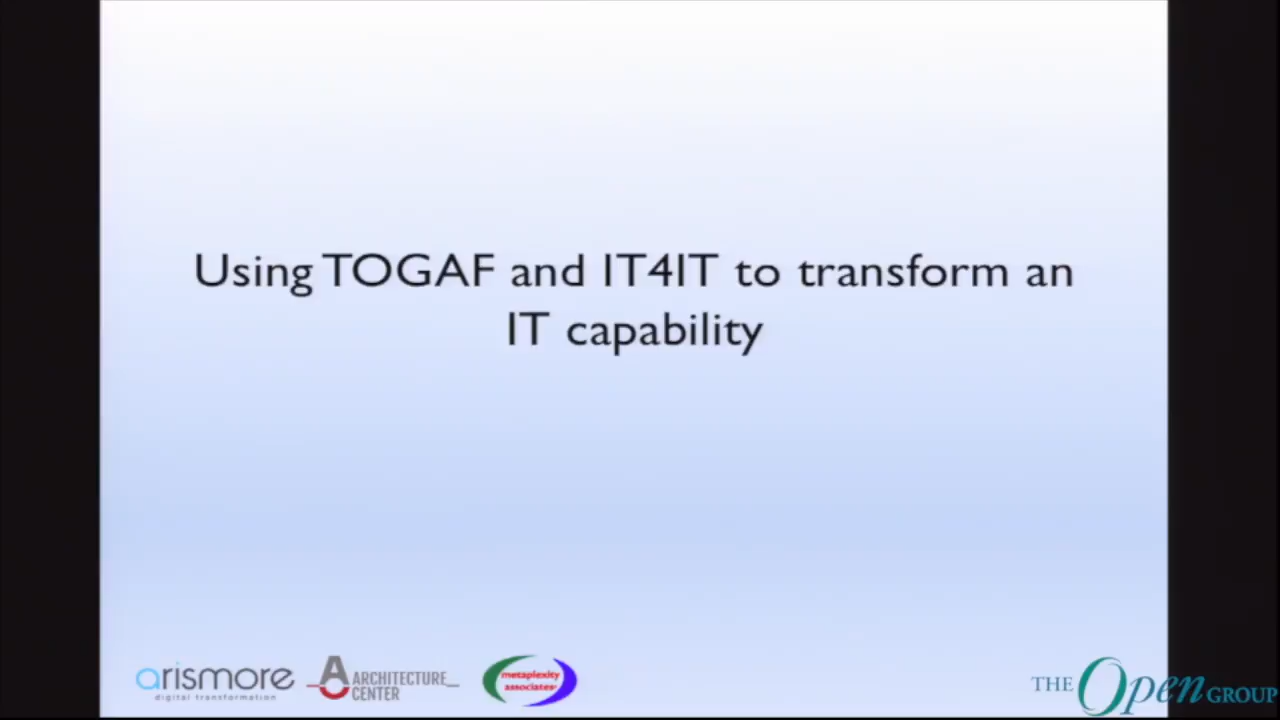 Using TOGAF and IT4IT to transform an
IT capability
arismore
digital transformation
ARCHITECTURE
CENTER
metaplexity
associates
THE Open GROUP